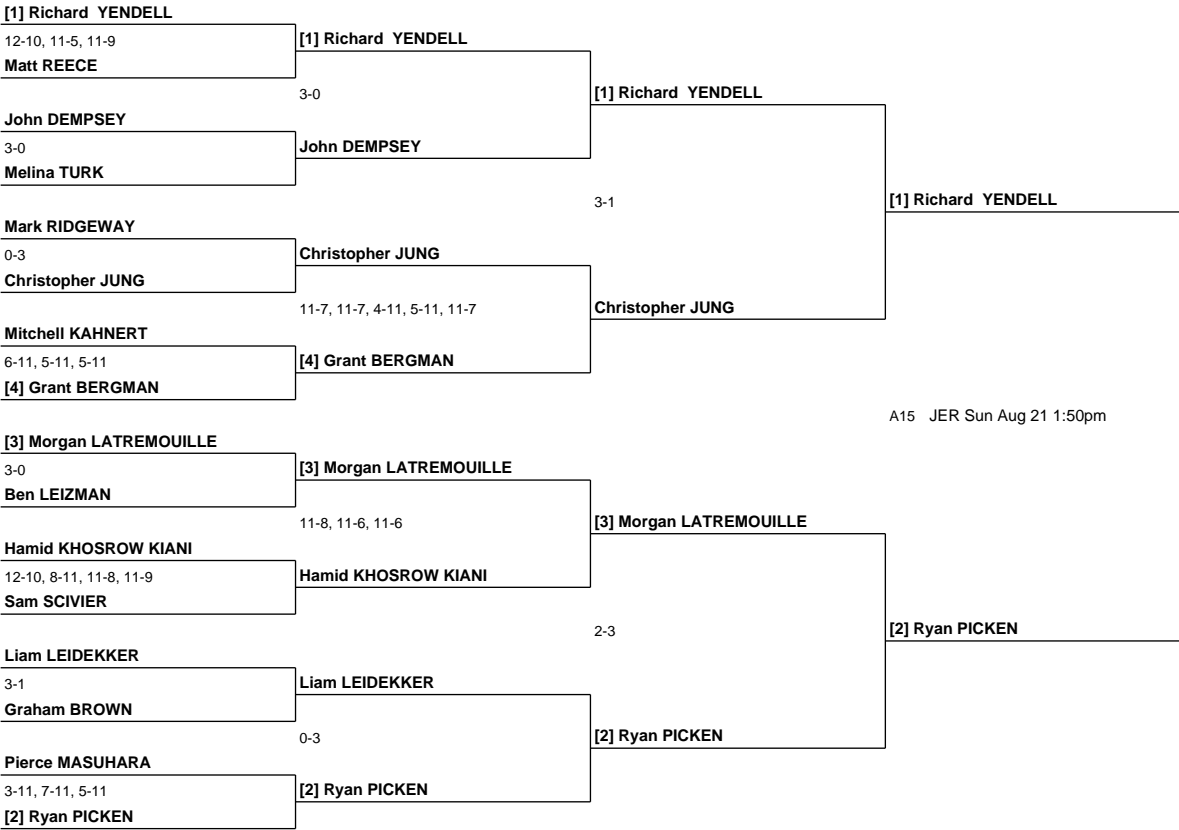 [1] Richard  YENDELL
12-10, 11-5, 11-9
[1] Richard  YENDELL
Matt REECE
3-0
[1] Richard  YENDELL
John DEMPSEY
3-0
John DEMPSEY
Melina TURK
3-1
[1] Richard  YENDELL
Mark RIDGEWAY
0-3
Christopher JUNG
Christopher JUNG
11-7, 11-7, 4-11, 5-11, 11-7
Christopher JUNG
Mitchell KAHNERT
6-11, 5-11, 5-11
[4] Grant BERGMAN
[4] Grant BERGMAN
A15   JER Sun Aug 21 1:50pm
[3] Morgan LATREMOUILLE
3-0
[3] Morgan LATREMOUILLE
Ben LEIZMAN
11-8, 11-6, 11-6
[3] Morgan LATREMOUILLE
Hamid KHOSROW KIANI
12-10, 8-11, 11-8, 11-9
Hamid KHOSROW KIANI
Sam SCIVIER
2-3
[2] Ryan PICKEN
Liam LEIDEKKER
3-1
Liam LEIDEKKER
Graham BROWN
0-3
[2] Ryan PICKEN
Pierce MASUHARA
3-11, 7-11, 5-11
[2] Ryan PICKEN
[2] Ryan PICKEN